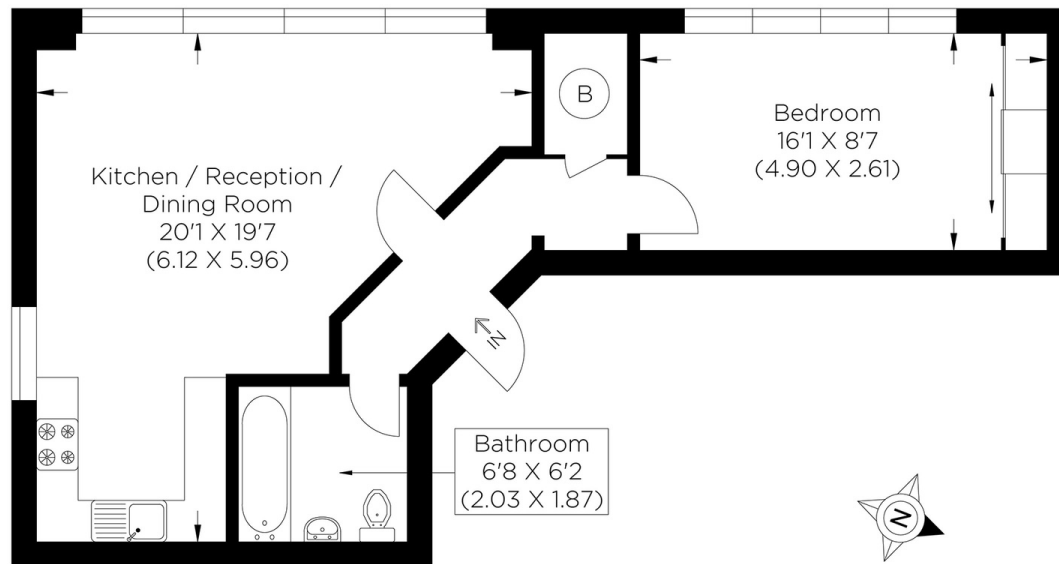 Kitchen / Reception /
Dining Room
20'1 X 19'7
(6.12 X 5.96)
B
Bedroom
16'1 X 8'7
(4.90 X 2.61)
IN
Bathroom
6'8 X 6'2
(2.03 X 1.87)
N